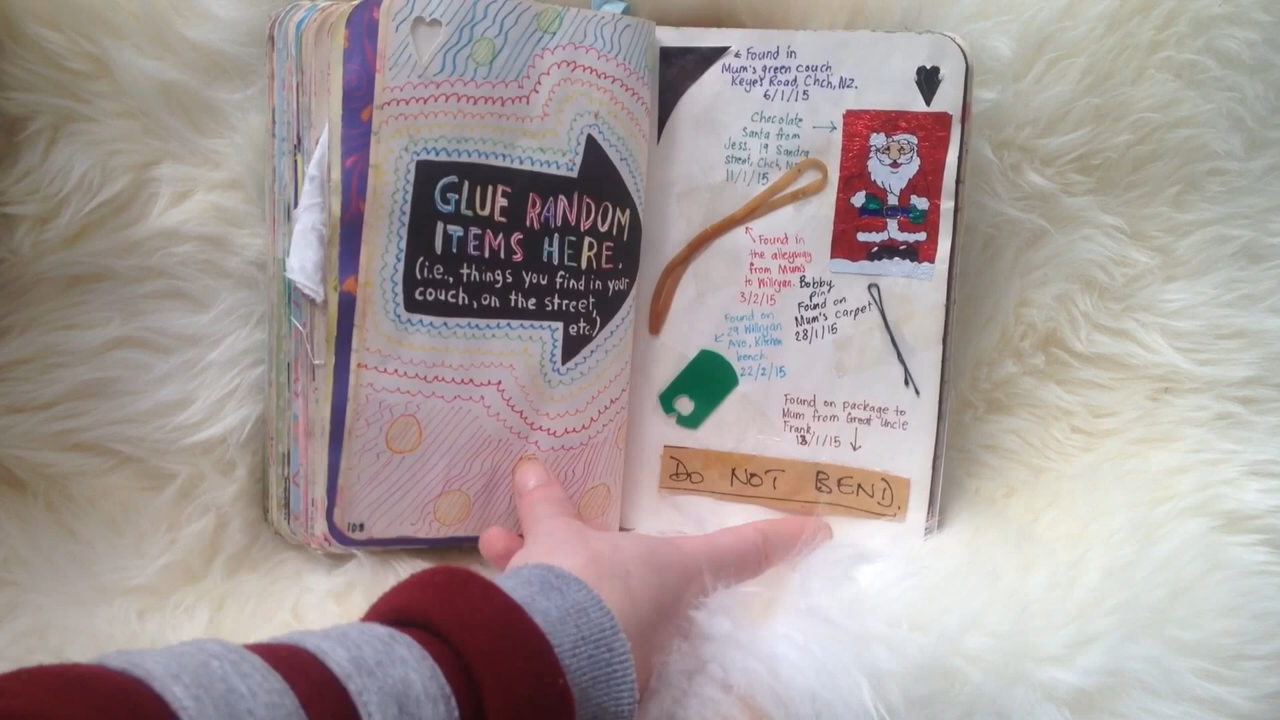 GLUE RANDOM
ITEMS HERE.
(i.e., things you find in your
couch, on the street,
etc.)
108
Found in
Mum's green couch
Keyes Road, Chch, NZ.
6/1/15
Chocolate
Santa from
Jess. 19 Sandra
street, Chch, NZ
11/1/15
Found in
the alleyway
from Mum's
to Willryan.
3/2/15
Bobby
pin
Found on
Mum's carpet
28/1/15
Found on
29 Willryan
Ave, Kitchen
bench.
22/2/15
Found on package to
Mum from Great Uncle
Frank.
13/1/15
DO NOT BEND.